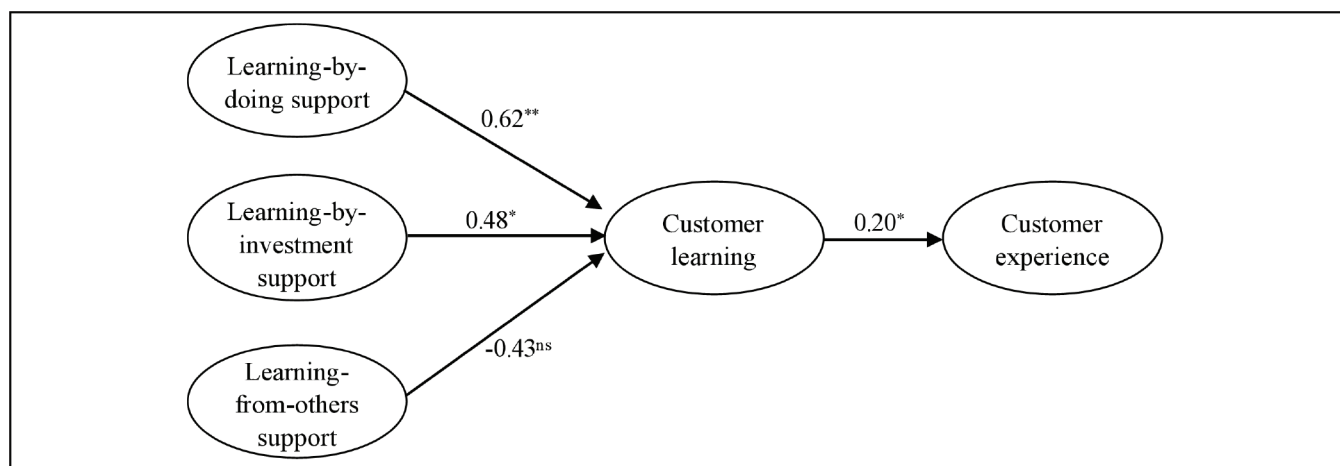 Learning-by-
doing support
0.62**
Learning-by-
investment
support
0.48*
Customer
learning
0.20*
Customer
experience
-0.43ns
Learning-
from-others
support